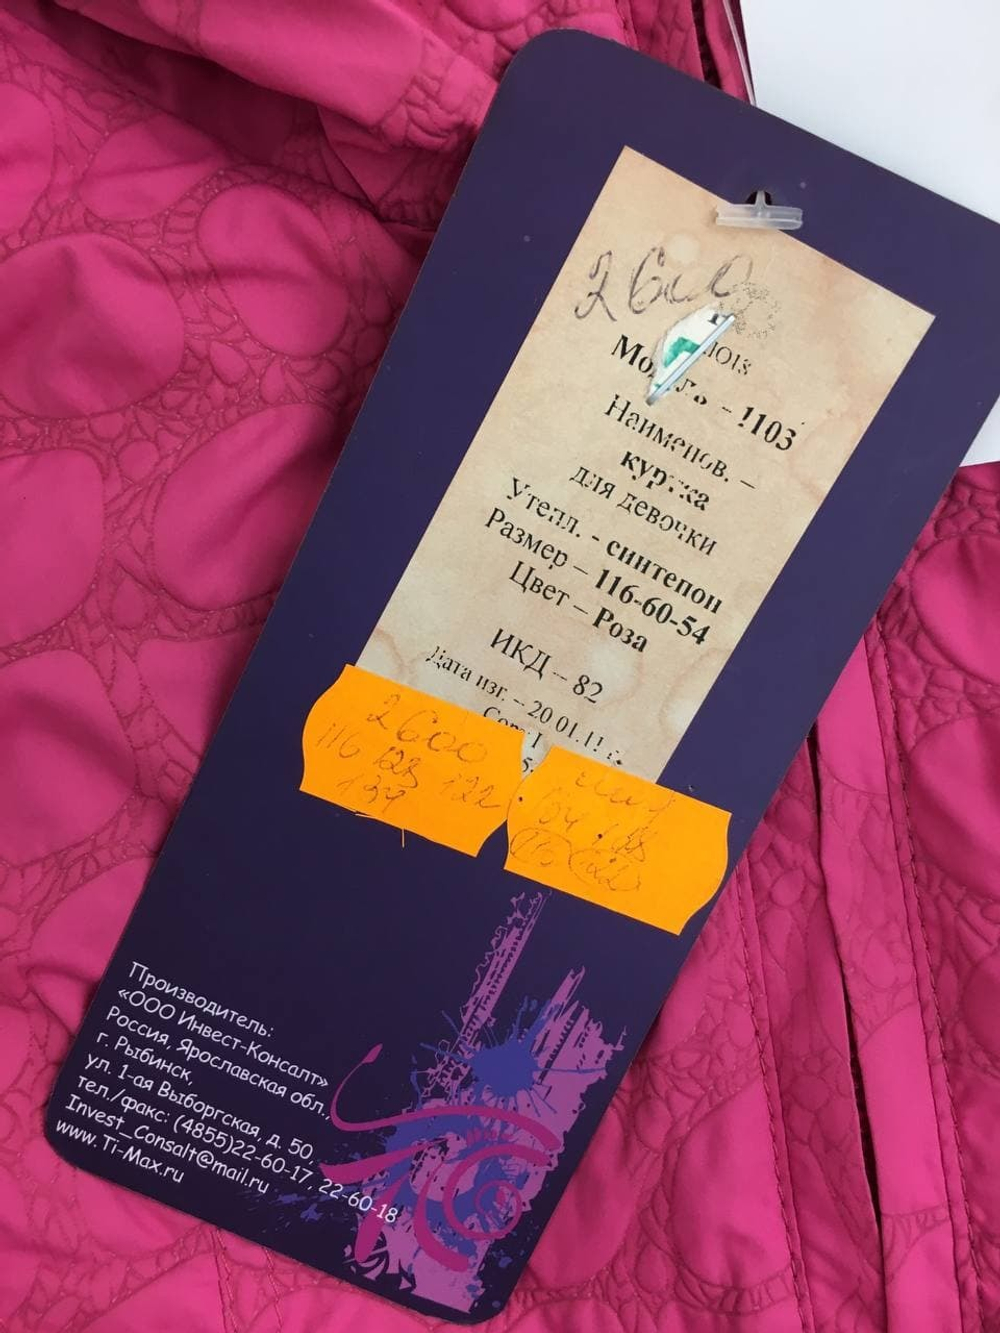 2600
Модель – 1103
Наименов. –
куртка
для девочки
Утепл. - синтепон
Размер – 116-60-54
Цвет – Роза
ИКД – 82
Дата изг. – 20 01.11 г.
2600
116 128 122
134
Производитель:
«ООО Инвест-Консалт»
Россия, Ярославская обл.,
г. Рыбинск,
ул. 1-ая Выборгская, д. 50,
тел./факс: (4855)22-60-17, 22-60-18
Invest_Consalt@mail.ru
www. Ti-Max.ru